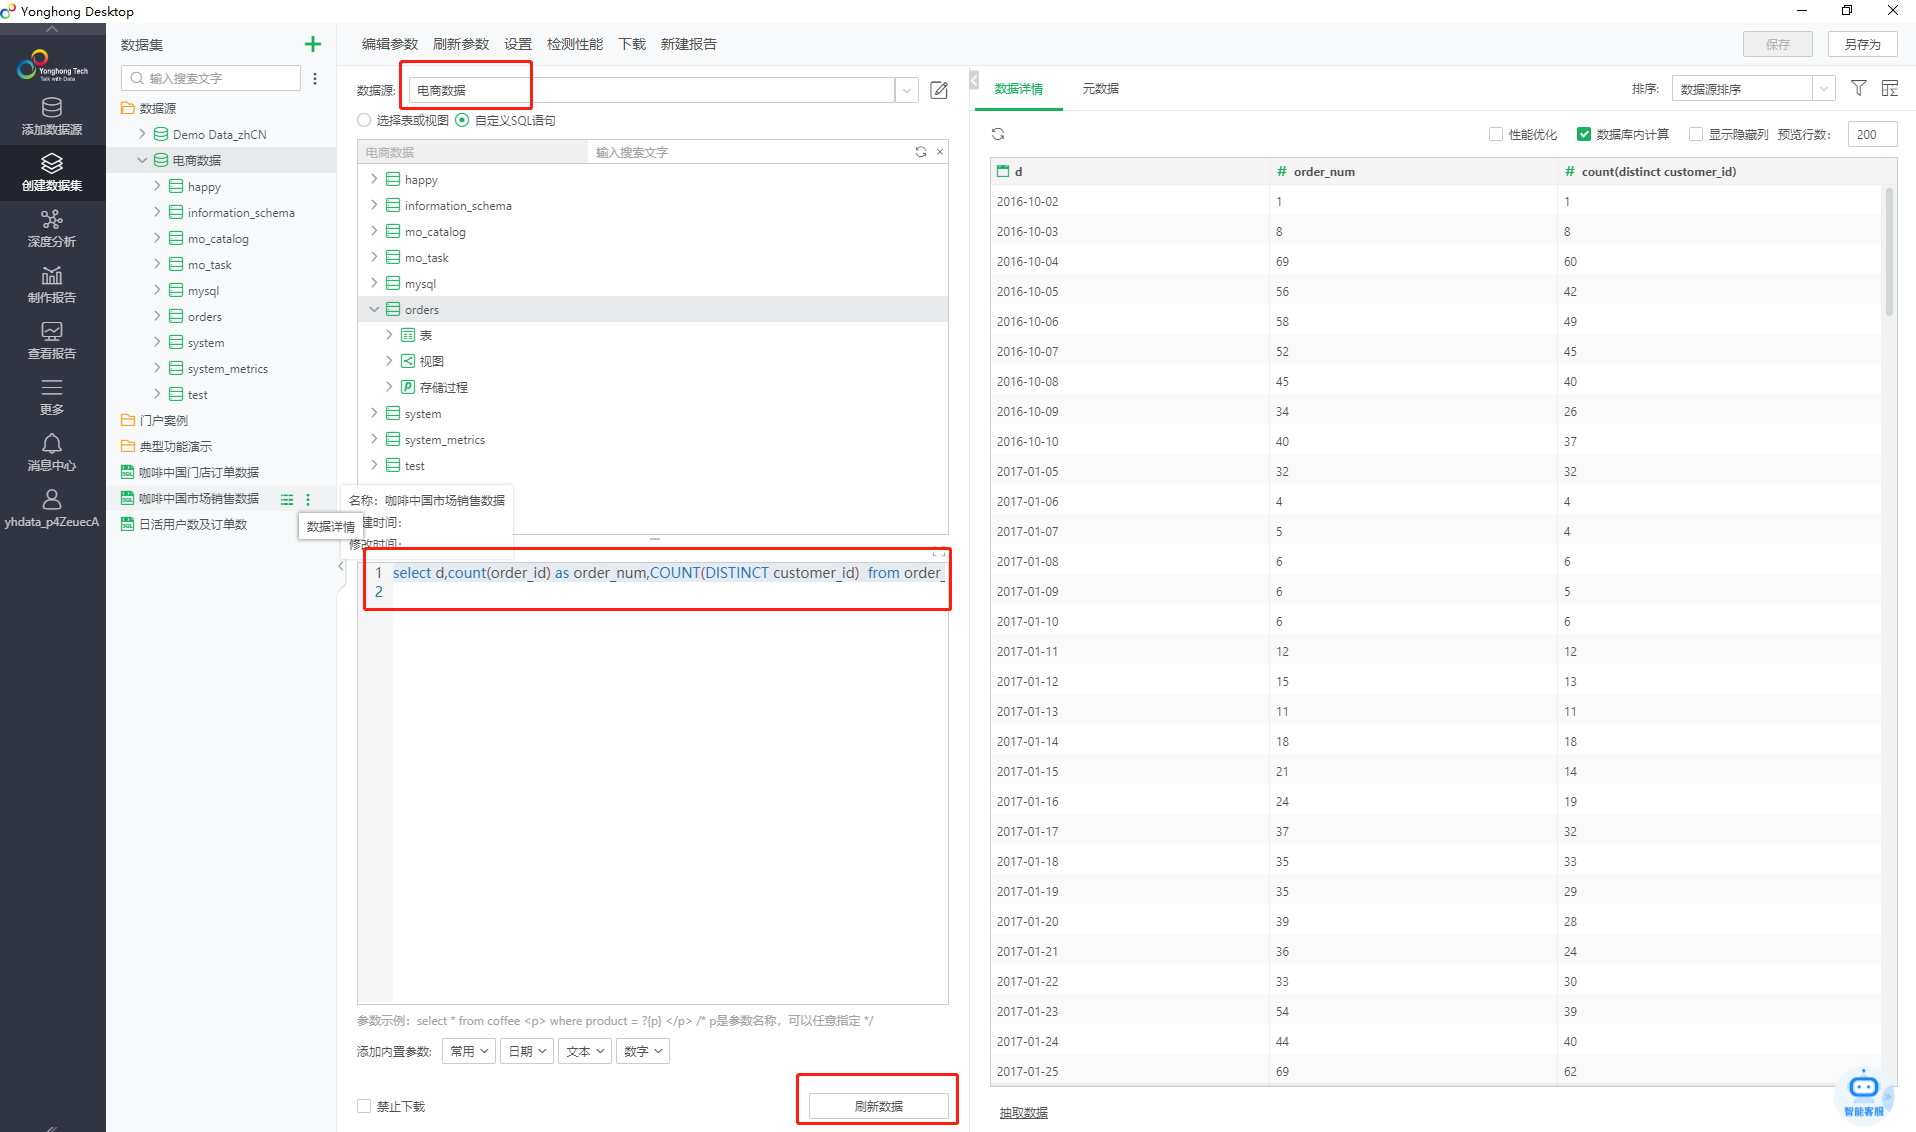 Yonghong Desktop
Yonghong Tech
Talk with Data
添加数据源
创建数据集
深度分析
制作报告
查看报告
更多
消息中心
yhdata_p4ZeuecA
数据集
输入搜索文字
数据源
Demo Data_zhCN
电商数据
happy
information_schema
mo_catalog
mo_task
mysql
orders
system
system_metrics
test
门户案例
典型功能演示
咖啡中国门店订单数据
咖啡中国市场销售数据
日活用户数及订单数
数据详情
编辑参数 刷新参数 设置 检测性能 下载 新建报告
保存 另存为
数据源: 电商数据
选择表或视图 自定义SQL语句
电商数据 输入搜索文字
happy
information_schema
mo_catalog
mo_task
mysql
orders
表
视图
存储过程
system
system_metrics
test
名称: 咖啡中国市场销售数据
建时间:
修改时间:
1 select d,count(order_id) as order_num,COUNT(DISTINCT customer_id) from order_
2
参数示例: select * from coffee <p> where product = ?{p} </p> /* p是参数名称，可以任意指定 */
添加内置参数: 常用 日期 文本 数字
禁止下载
刷新数据
数据详情 元数据
排序: 数据源排序
性能优化 数据库内计算 显示隐藏列 预览行数: 200
d # order_num # count(distinct customer_id)
2016-10-02 1 1
2016-10-03 8 8
2016-10-04 69 60
2016-10-05 56 42
2016-10-06 58 49
2016-10-07 52 45
2016-10-08 45 40
2016-10-09 34 26
2016-10-10 40 37
2017-01-05 32 32
2017-01-06 4 4
2017-01-07 5 4
2017-01-08 6 6
2017-01-09 6 5
2017-01-10 6 6
2017-01-11 12 12
2017-01-12 15 13
2017-01-13 11 11
2017-01-14 18 18
2017-01-15 21 14
2017-01-16 24 19
2017-01-17 37 32
2017-01-18 35 33
2017-01-19 35 29
2017-01-20 39 28
2017-01-21 36 24
2017-01-22 33 30
2017-01-23 54 39
2017-01-24 44 40
2017-01-25 69 62
抽取数据
智能客服